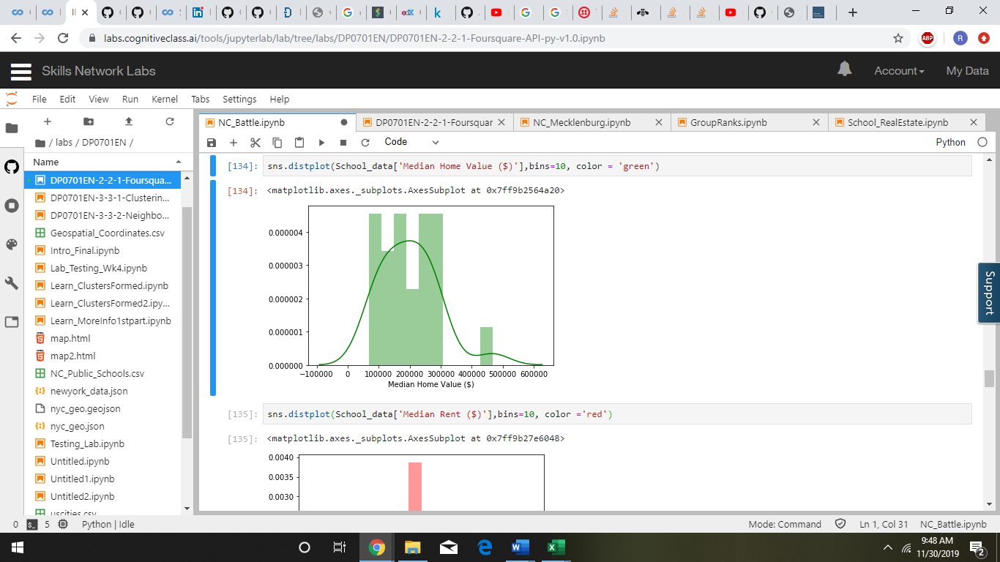 labs.cognitiveclass.ai/tools/jupyterlab/lab/tree/labs/DP0701EN/DP0701EN-2-2-1-Foursquare-API-py-v1.0.ipynb
ABP
R
Skills Network Labs
Account
My Data
File Edit View Run Kernel Tabs Settings Help
NC_Battle.ipynb
DP0701EN-2-2-1-Foursquar
NC_Mecklenburg.ipynb
GroupRanks.ipynb
School_RealEstate.ipynb
/ labs / DP0701EN /
Code
Python
Name
DP0701EN-2-2-1-Foursqua...
DP0701EN-3-3-1-Clusterin...
DP0701EN-3-3-2-Neighbo...
Geospatial_Coordinates.csv
Intro_Final.ipynb
Lab_Testing_Wk4.ipynb
Learn_ClustersFormed.ipynb
Learn_ClustersFormed2.ipy...
Learn_MoreInfo1stpart.ipynb
map.html
map2.html
NC_Public_Schools.csv
newyork_data.json
nyc_geo.geojson
nyc_geo.json
Testing_Lab.ipynb
Untitled.ipynb
Untitled1.ipynb
Untitled2.ipynb
uscities.csv
[134]: sns.distplot(School_data['Median Home Value ($)'],bins=10, color = 'green')
[134]: <matplotlib.axes._subplots.AxesSubplot at 0x7ff9b2564a20>
0.000004
0.000003
0.000002
0.000001
0.000000
−100000 0 100000 200000 300000 400000 500000 600000
Median Home Value ($)
[135]: sns.distplot(School_data['Median Rent ($)'],bins=10, color ='red')
[135]: <matplotlib.axes._subplots.AxesSubplot at 0x7ff9b27e6048>
0.0040
0.0035
0.0030
Support
0 5 Python | Idle
Mode: Command Ln 1, Col 31 NC_Battle.ipynb
9:48 AM
11/30/2019
2